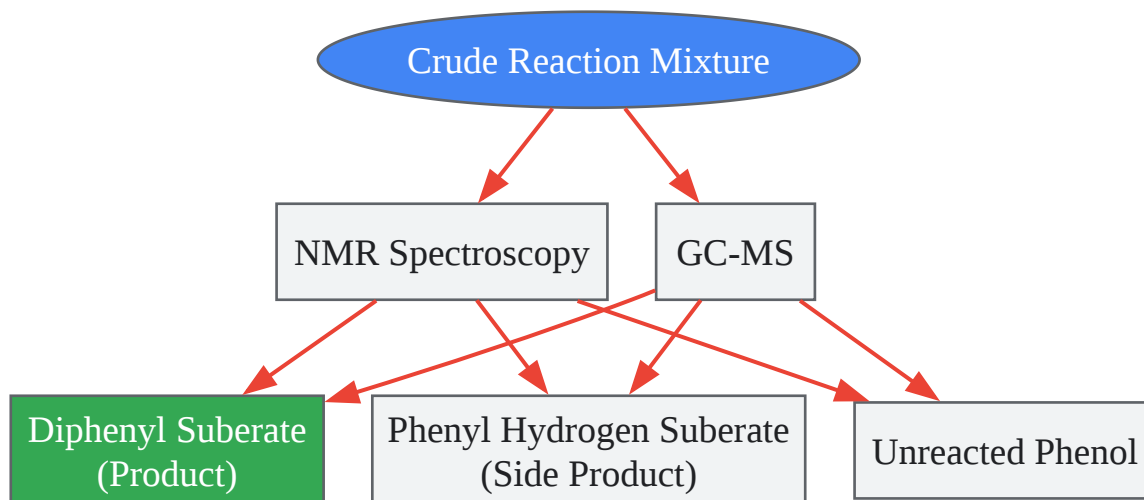 Crude Reaction Mixture
NMR Spectroscopy
GC-MS
Diphenyl Suberate
(Product)
Phenyl Hydrogen Suberate
(Side Product)
Unreacted Phenol